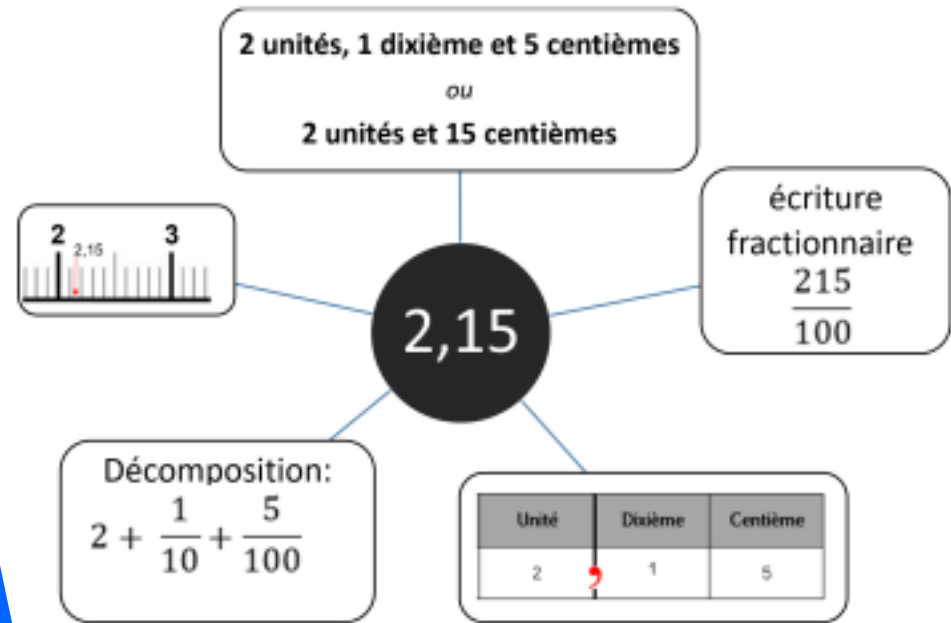 2 unités, 1 dixième et 5 centièmes
ou
2 unités et 15 centièmes
2 3
2,15
écriture
fractionnaire
215
100
2,15
Décomposition:
2 + 1/10 + 5/100
Unité Dixième Centième
2 , 1 5